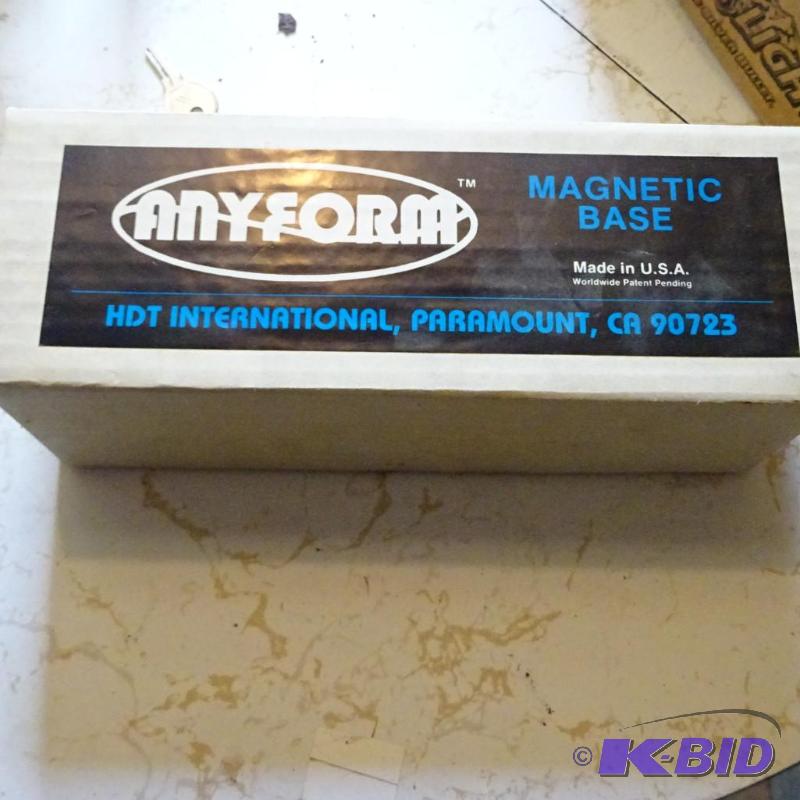 ANYFORM TM
MAGNETIC
BASE
Made in U.S.A.
Worldwide Patent Pending
HDT INTERNATIONAL, PARAMOUNT, CA 90723
© K-BID